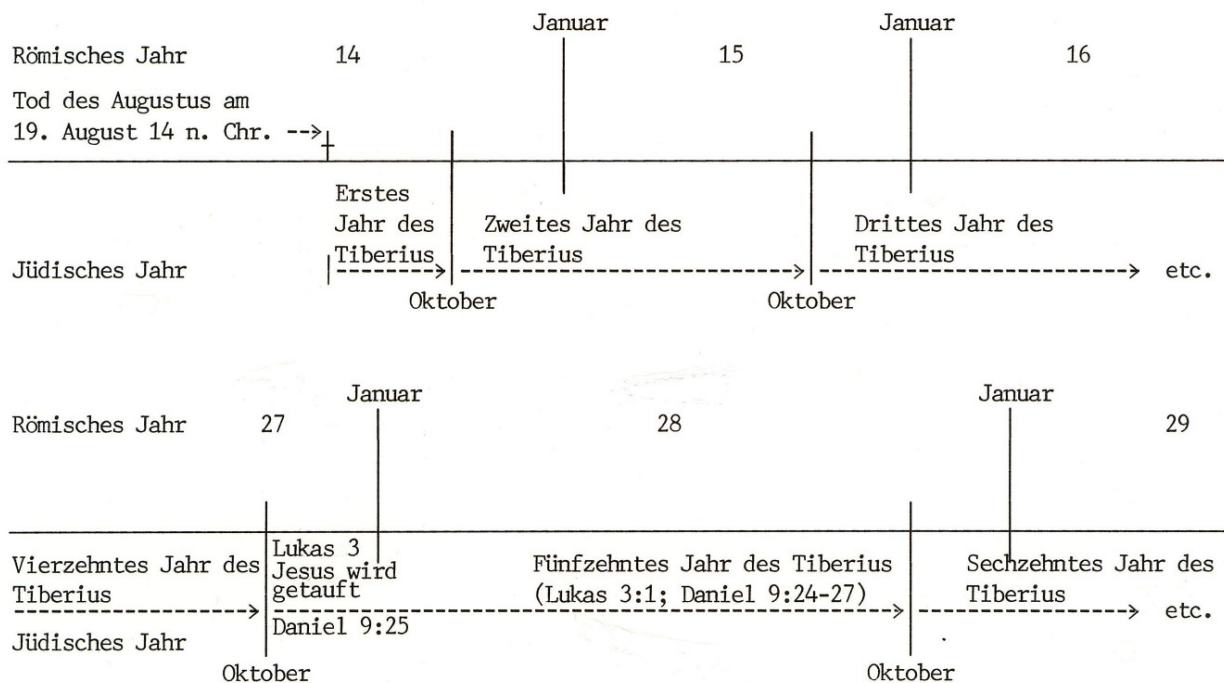 Januar Januar
Römisches Jahr 14 15 16
Tod des Augustus am
19. August 14 n. Chr. -->
Erstes
Jahr des Zweites Jahr des Drittes Jahr des
Tiberius Tiberius Tiberius
Jüdisches Jahr etc.
Oktober Oktober
Januar Januar
Römisches Jahr 27 28 29
Vierzehntes Jahr des Lukas 3 Fünfzehntes Jahr des Tiberius Sechzehntes Jahr des
Tiberius Jesus wird (Lukas 3:1; Daniel 9:24-27) Tiberius
getauft etc.
Jüdisches Jahr Daniel 9:25
Oktober Oktober